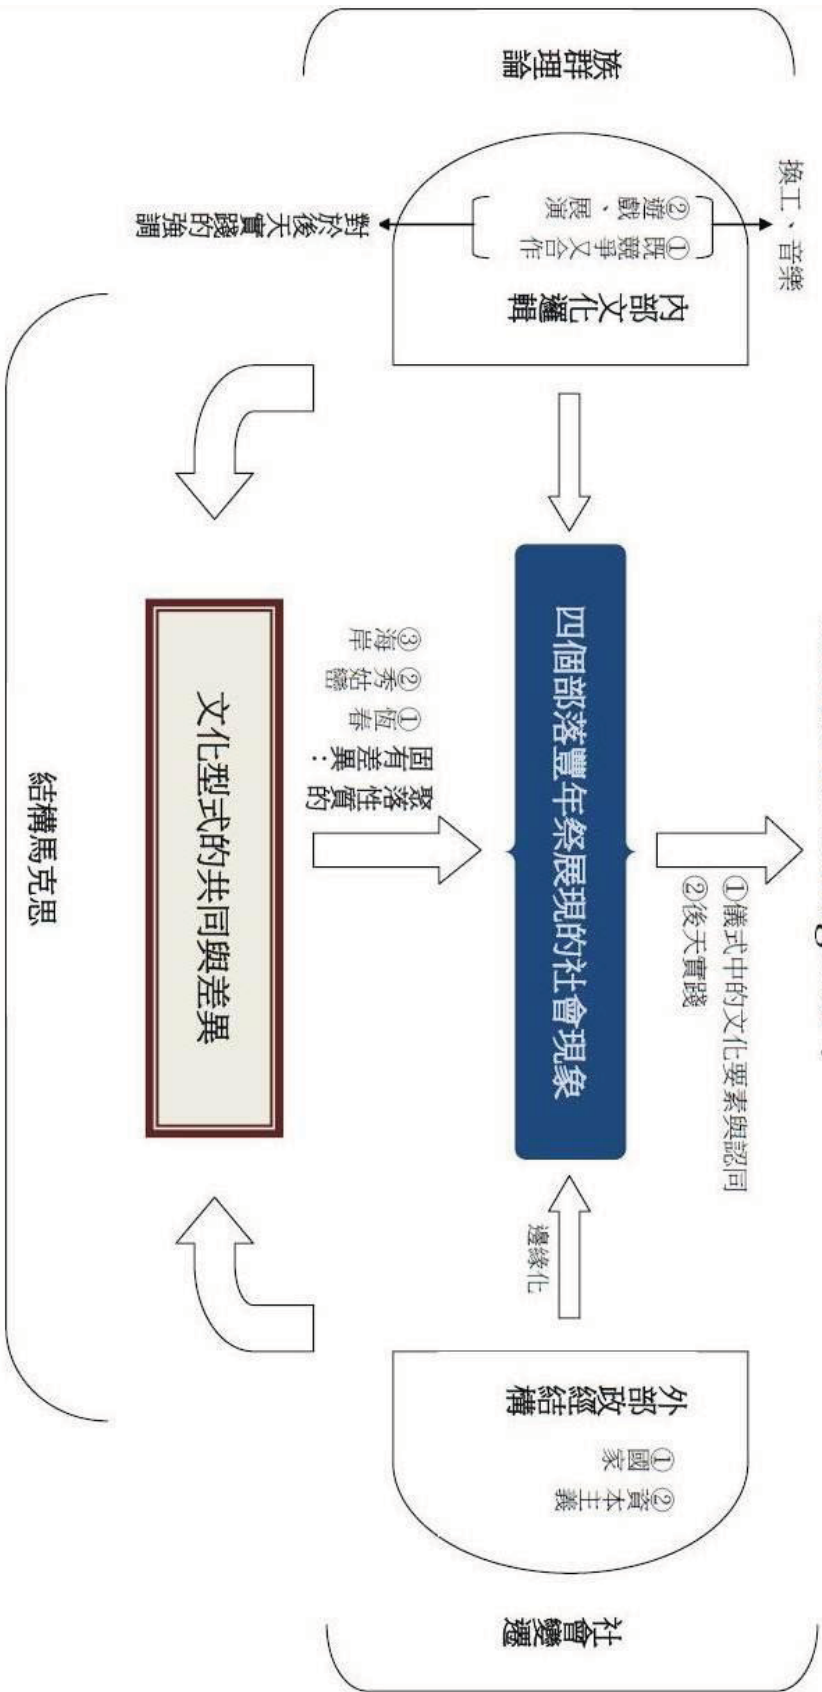 族群理論
換工、音樂
②遊戲、展演
①既競爭又合作
內部文化邏輯
對於後天實踐的強調
①儀式中的文化要素與認同
②後天實踐
四個部落豐年祭展現的社會現象
邊緣化
外部政經結構
①國家
②資本主義
社會變遷
聚落性質的
固有差異：
①恆春
②秀姑巒
③海岸
文化型式的共同與差異
結構馬克思